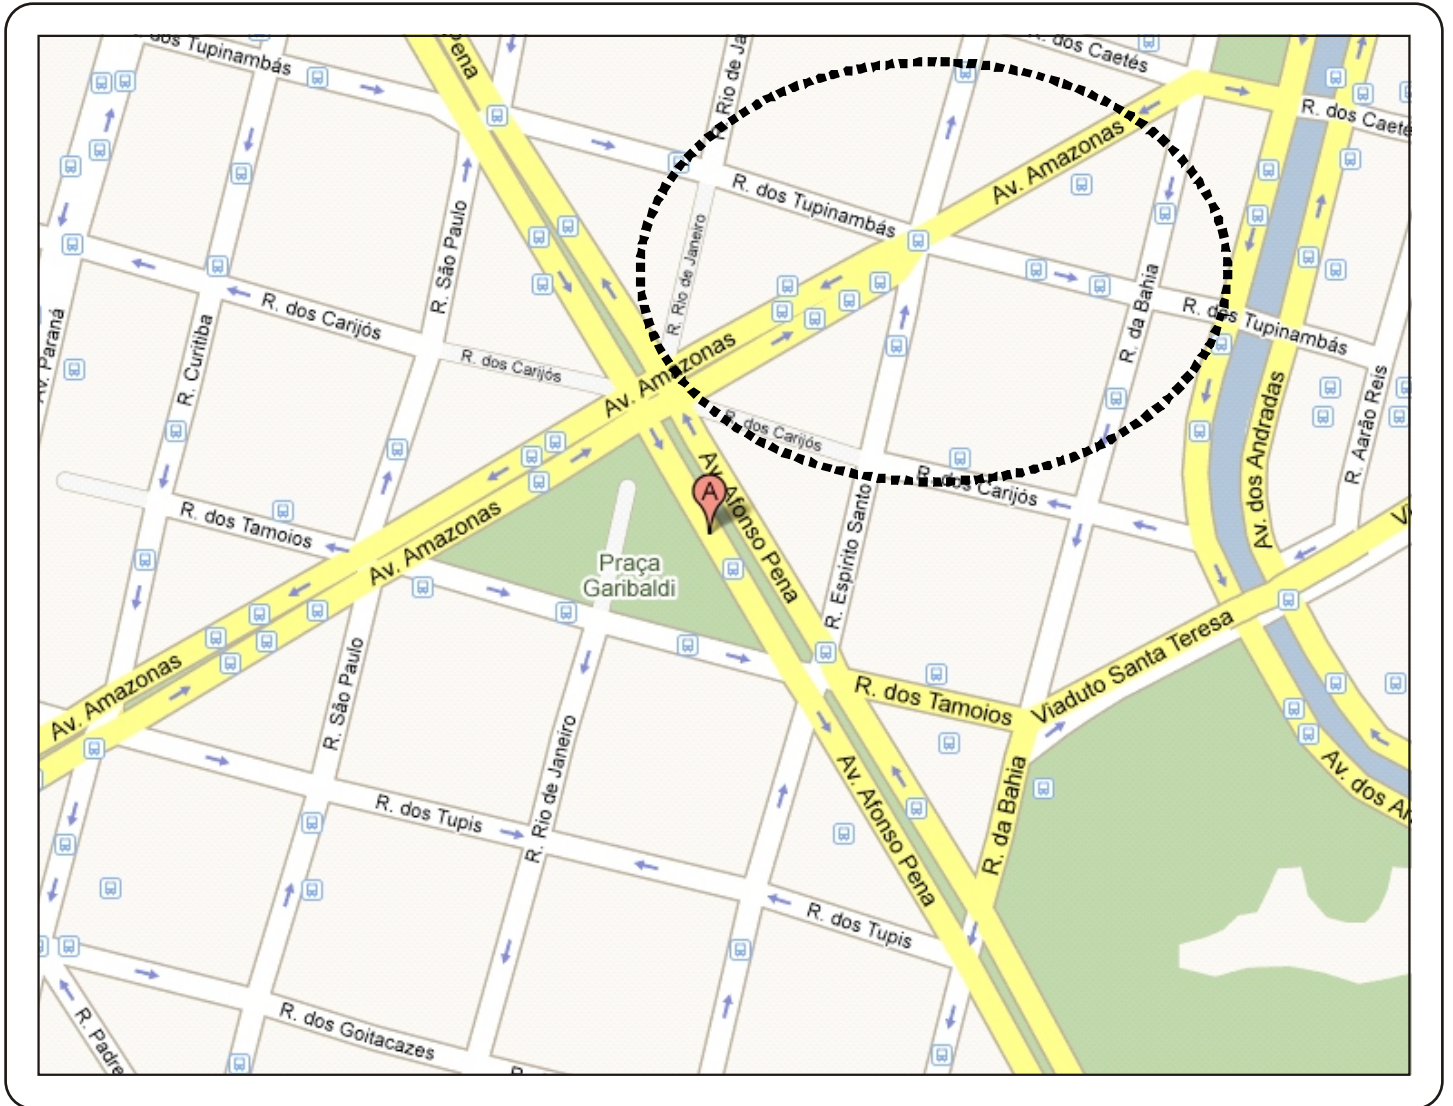 dos Tupinambás
Pena
R. Rio de Ja
R. dos Caetés
R. dos Caeté
Av. Amazonas
R. dos Tupinambás
R. São Paulo
R. Rio de Janeiro
R. dos Carijós
R. da Bahia
R. dos Tupinambás
Av. Paraná
R. Curitiba
R. dos Carijós
Av. Amazonas
R. dos Carijós
Av. dos Andradas
R. Aarão Reis
R. dos Carijós
Av. Afonso Pena
A
R. dos Tamoios
Av. Amazonas
R. Espírito Santo
Praça
Garibaldi
Vi
Viaduto Santa Teresa
R. dos Tamoios
Av. Amazonas
R. São Paulo
R. Rio de Janeiro
Av. Afonso Pena
R. da Bahia
Av. dos An
R. dos Tupis
R. dos Tupis
R. dos Goitacazes
R. Padre